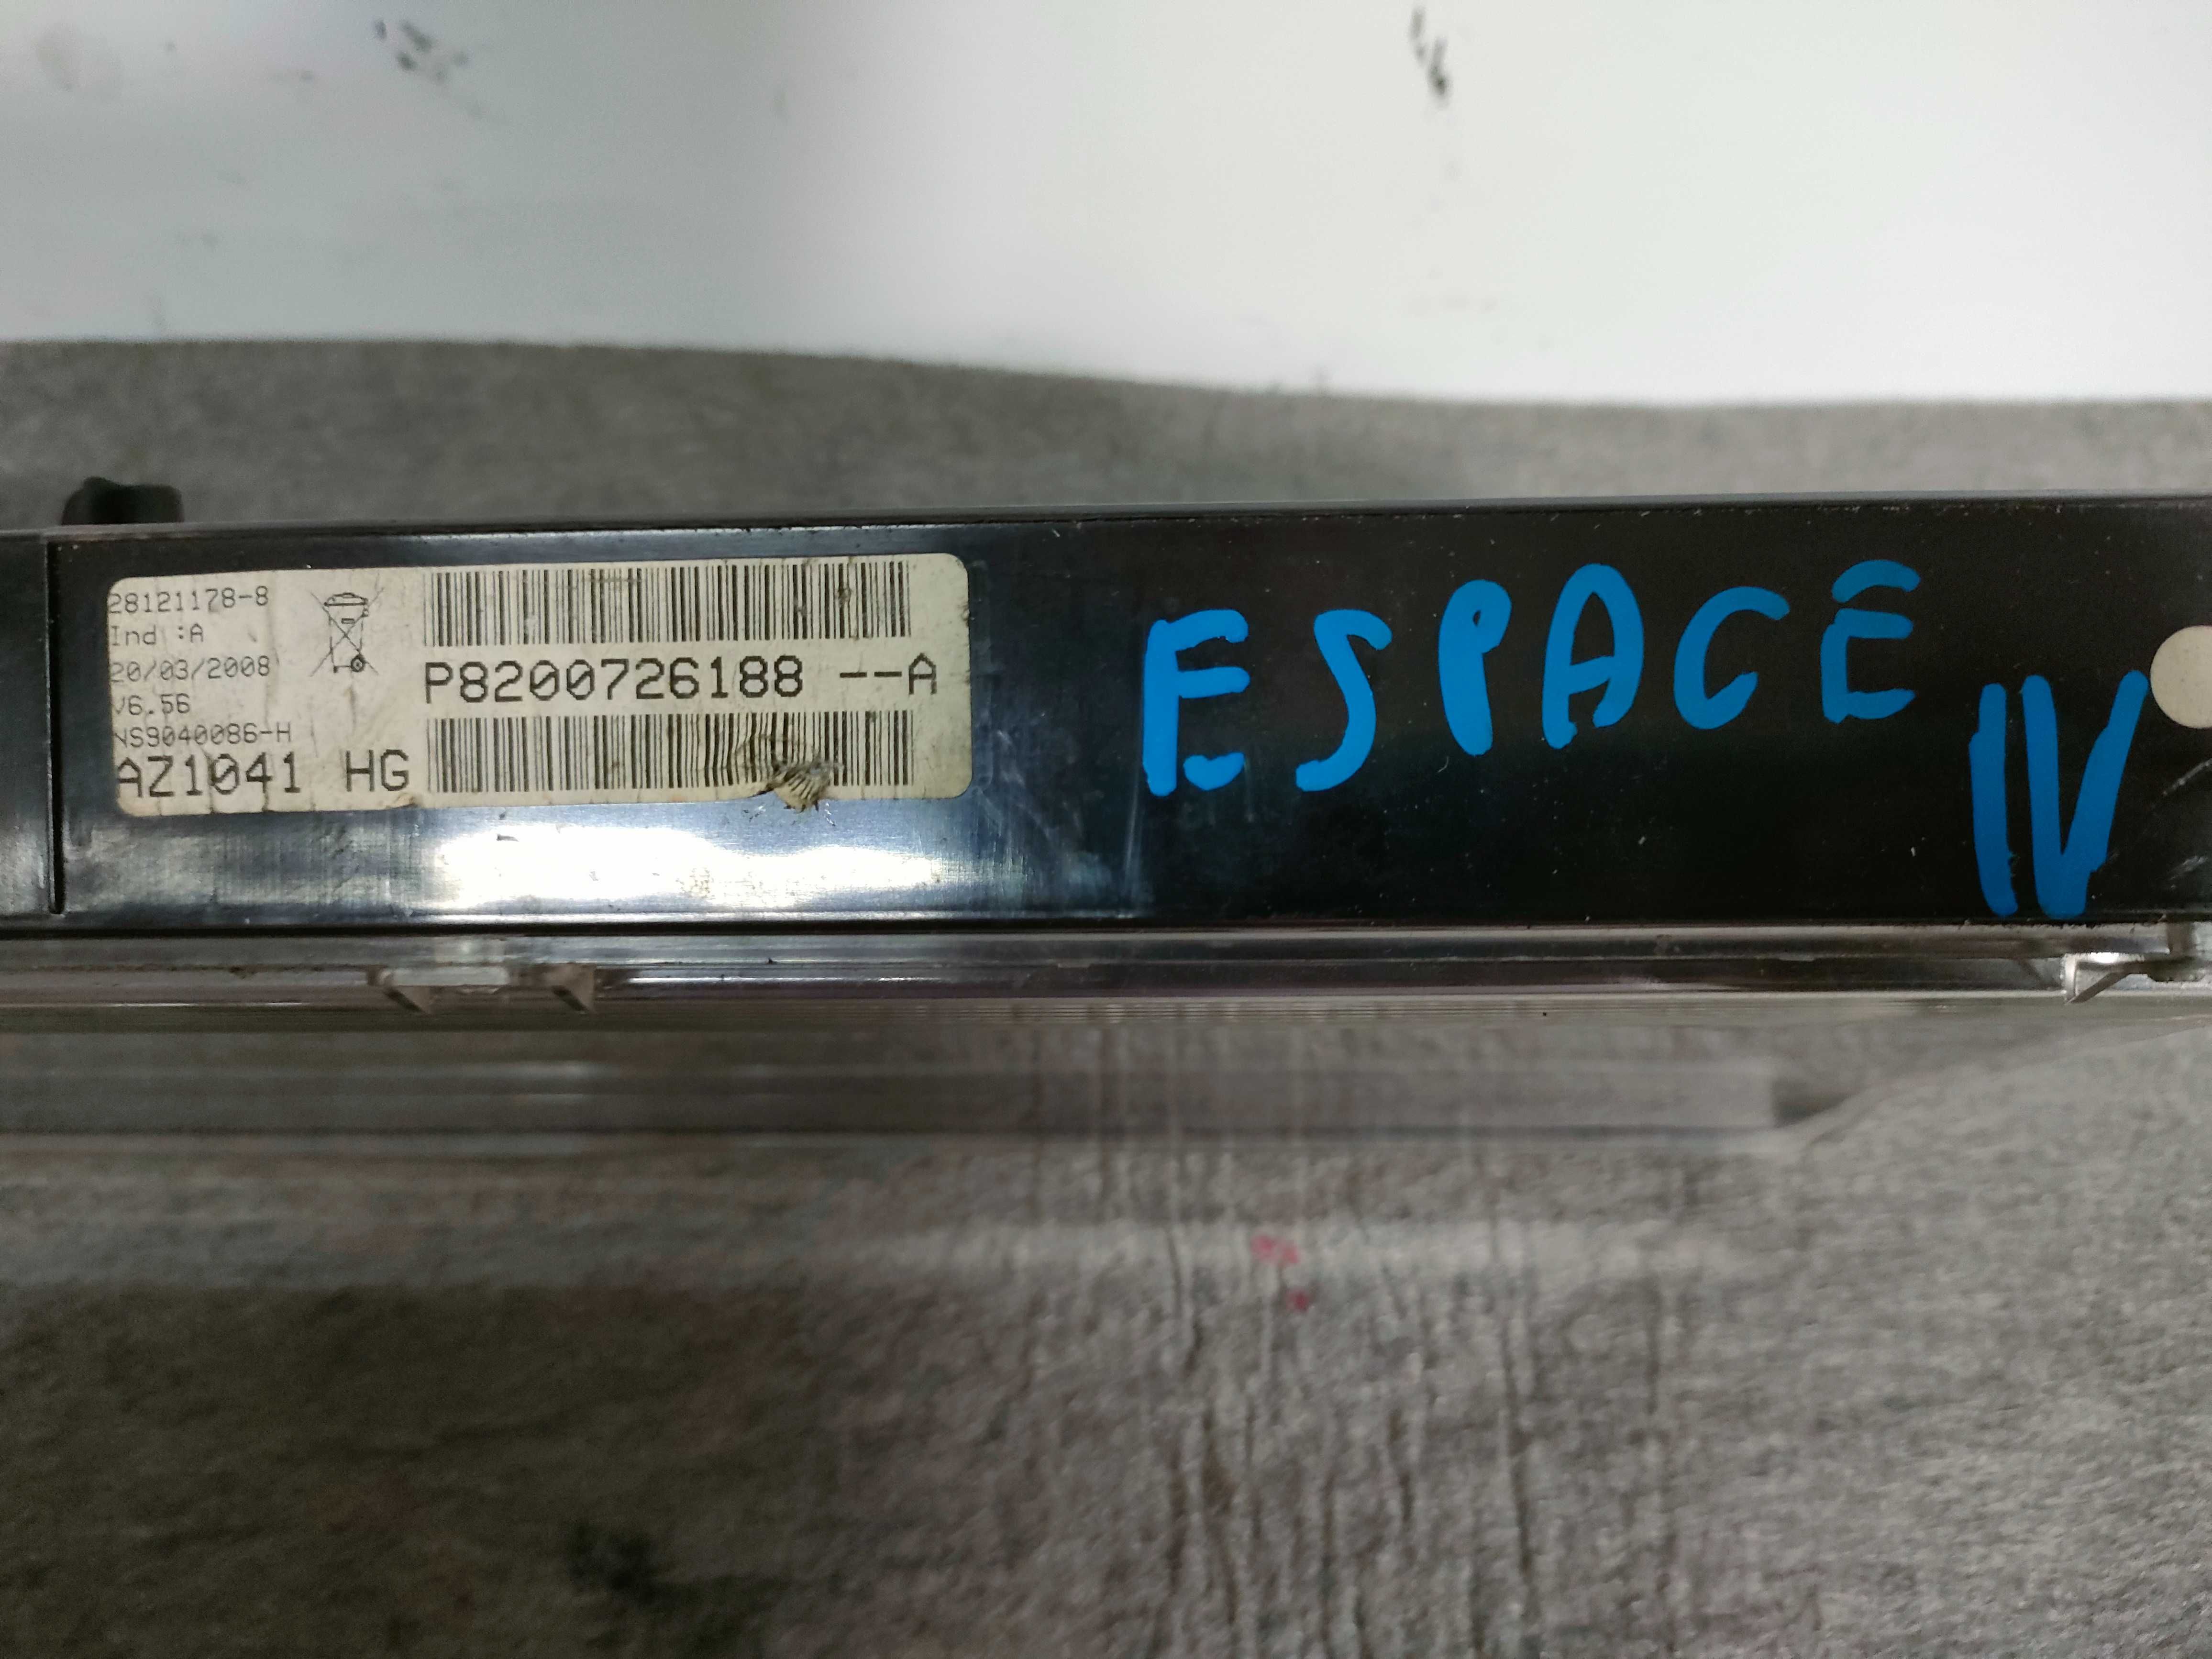 28121178-8
Ind :A
20/03/2008
V6.56
NS9040086-H
AZ1041 HG
P8200726188 --A
ESPACE
IV